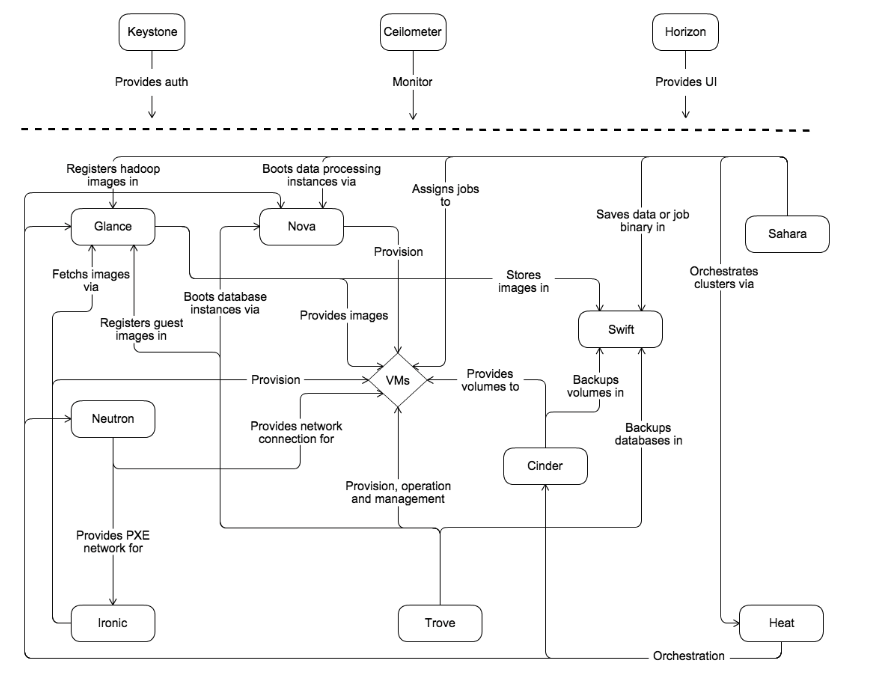 Keystone
Ceilometer
Horizon
Provides auth
Monitor
Provides UI
Registers hadoop
images in
Boots data processing
instances via
Assigns jobs
to
Saves data or job
binary in
Glance
Nova
Sahara
Provision
Fetchs images
via
Stores
images in
Orchestrates
clusters via
Boots database
instances via
Provides images
Registers guest
images in
Swift
Provision
VMs
Provides
volumes to
Backups
volumes in
Neutron
Provides network
connection for
Backups
databases in
Cinder
Provision, operation
and management
Provides PXE
network for
Ironic
Trove
Heat
Orchestration